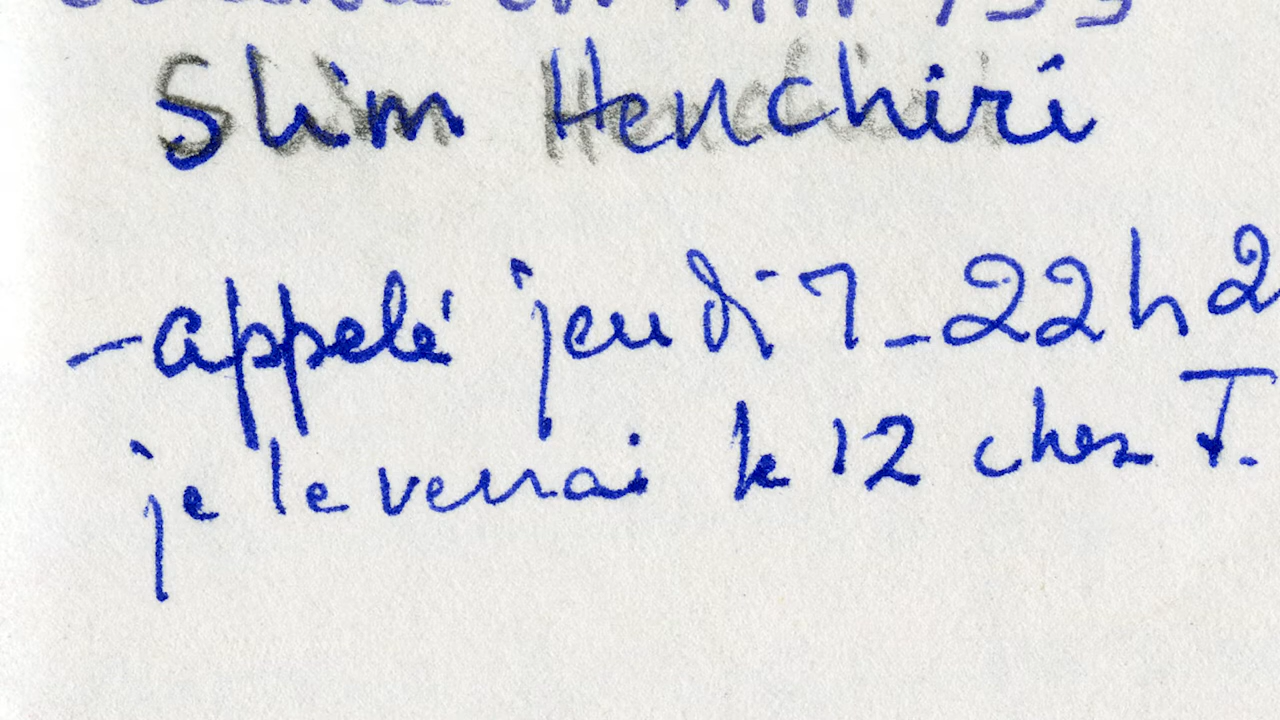 Slim Henchiri
- appelé jeudi 7 - 22h2
je le verrai le 12 chez T.